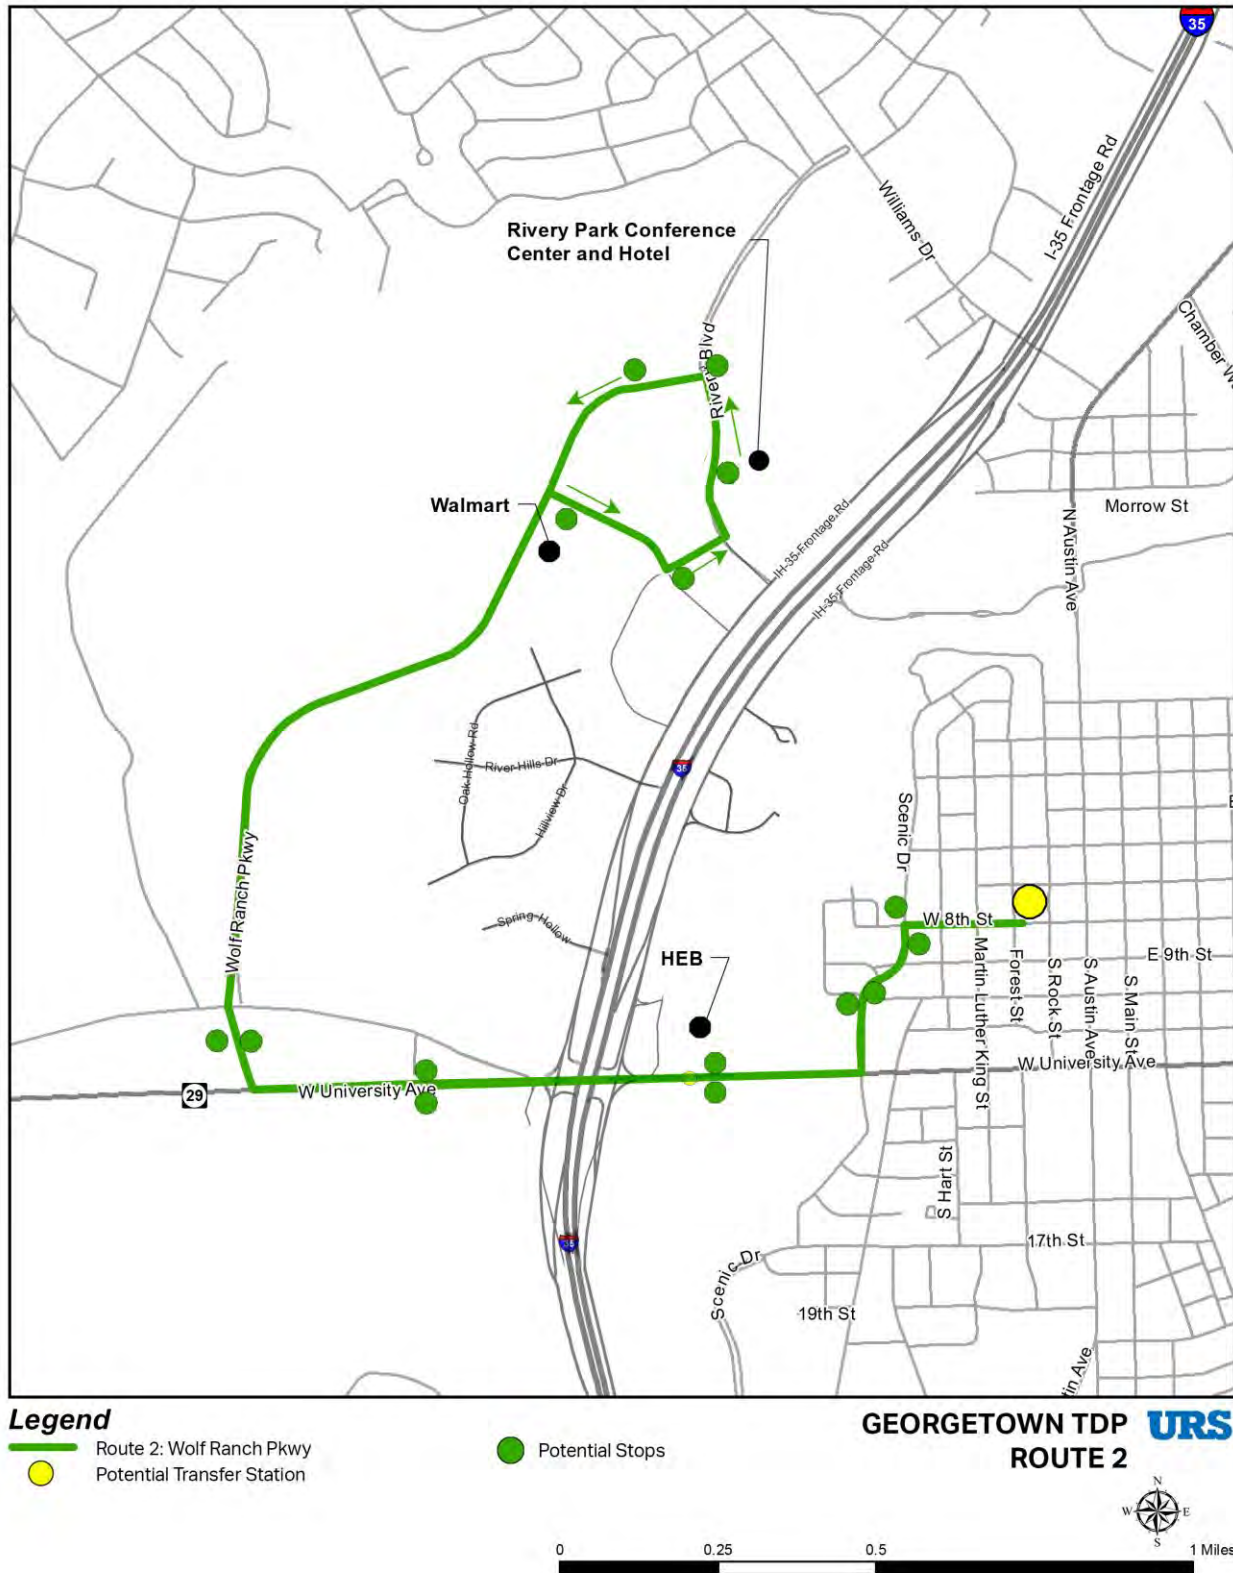 35
I-35 Frontage Rd
Williams Dr
Rivery Park Conference
Center and Hotel
Chamber W
Rivery Blvd
Walmart
Morrow St
N Austin Ave
IH-35 Frontage Rd
IH-35 Frontage Rd
Oak Hollow Rd
River Hills Dr
Hillview Dr
35
Scenic Dr
Wolf Ranch Pkwy
Spring Hollow
W 8th St
HEB
Martin Luther King St
Forest St
S Rock St
S Austin Ave
S Main St
E 9th St
W University Ave
W University Ave
29
S Hart St
17th St
35
Scenic Dr
19th St
tin Ave
Legend
Route 2: Wolf Ranch Pkwy
Potential Transfer Station
Potential Stops
GEORGETOWN TDP
ROUTE 2
URS
N
W E
S
0 0.25 0.5 1 Miles